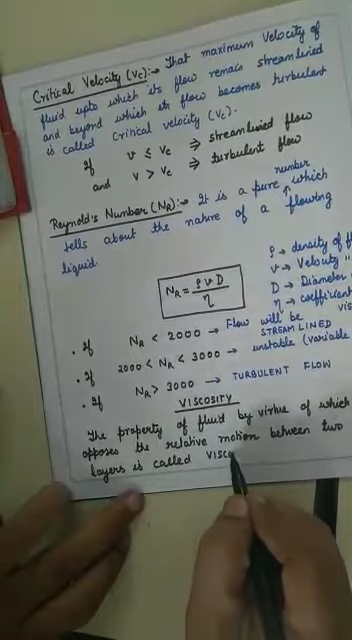 Critical Velocity (Vc):→ That maximum velocity of
fluid upto which its flow remain streamlined
and beyond which its flow becomes turbulent
is called Critical velocity (Vc).
If v ≤ vc ⇒ streamlined flow
and v > vc ⇒ turbulent flow
Reynold's Number (NR):→ It is a pure number which
tells about the nature of a flowing
liquid.
NR = ρVD/η
ρ → density of
v → Velocity "
D → Diameter
η → coefficient
• If NR < 2000 → Flow will be STREAMLINED
• If 2000 < NR < 3000 → unstable (variable
• If NR > 3000 → TURBULENT FLOW
VISCOSITY
The property of fluid by virtue of which
opposes the relative motion between two
layers is called Visco